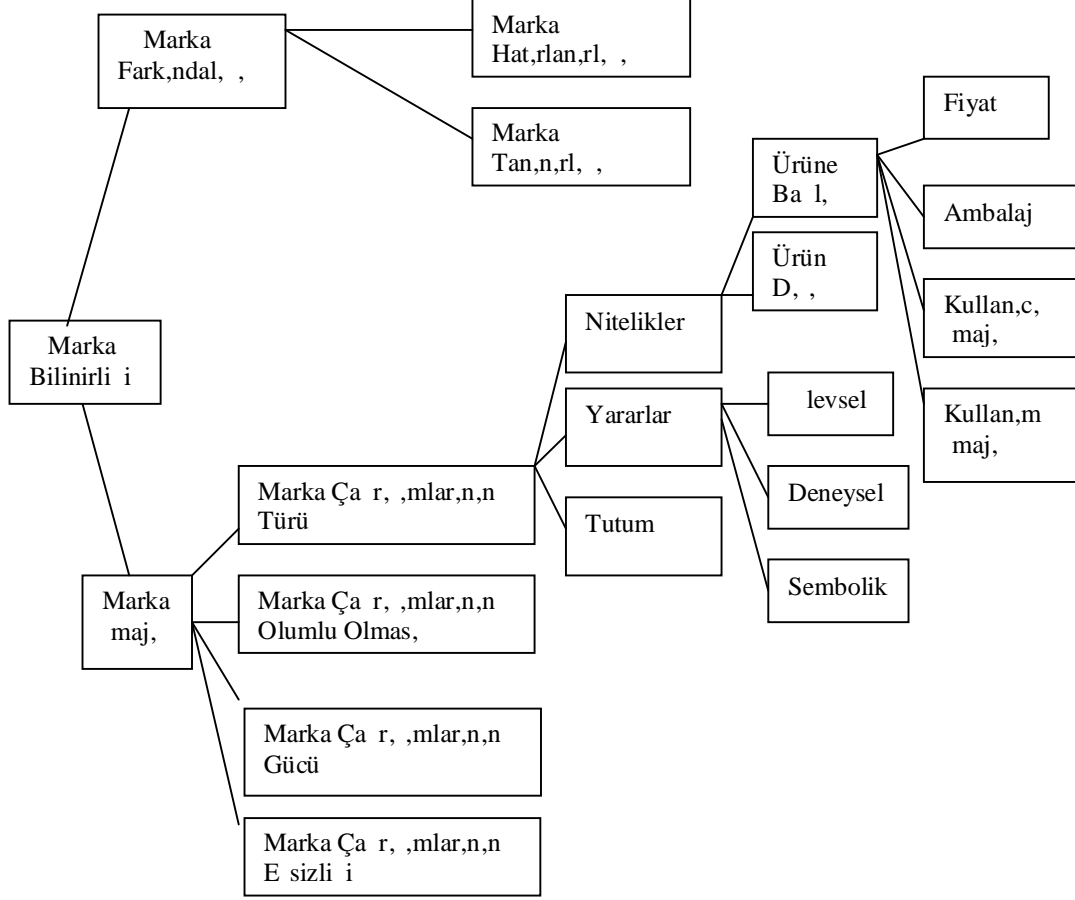 Marka
Fark,ndal, ,
Marka
Hat,rlan,rl, ,
Marka
Tan,n,rl, ,
Fiyat
Ürüne
Ba l,
Ambalaj
Ürün
D, ,
Kullan,c,
maj,
Nitelikler
Marka
Bilinirli i
Yararlar
levsel
Kullan,m
maj,
Marka Ça r, ,mlar,n,n
Türü
Deneysel
Tutum
Sembolik
Marka
maj,
Marka Ça r, ,mlar,n,n
Olumlu Olmas,
Marka Ça r, ,mlar,n,n
Gücü
Marka Ça r, ,mlar,n,n
E sizli i